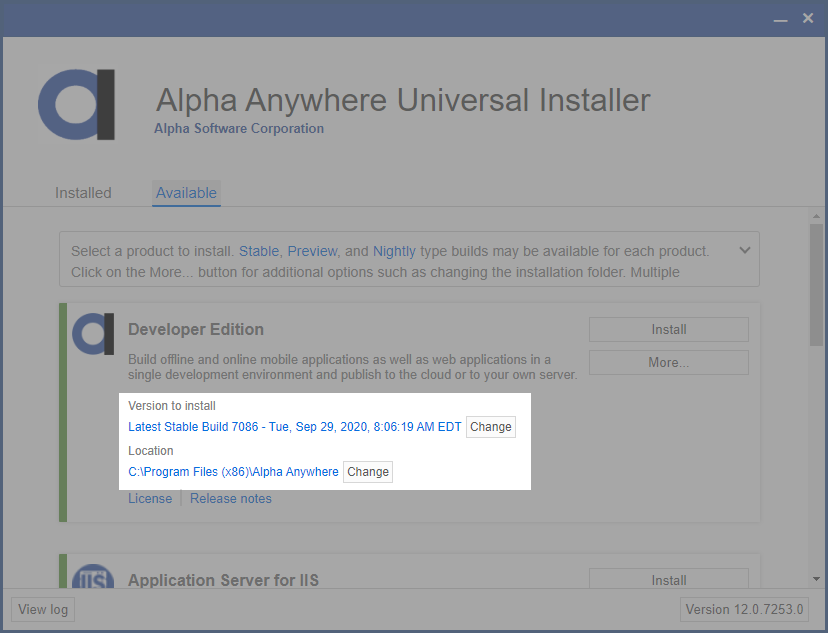 Alpha Anywhere Universal Installer
Alpha Software Corporation
Installed Available
Select a product to install. Stable, Preview, and Nightly type builds may be available for each product.
Click on the More... button for additional options such as changing the installation folder. Multiple
Developer Edition
Install
Build offline and online mobile applications as well as web applications in a
single development environment and publish to the cloud or to your own server.
More...
Version to install
Latest Stable Build 7086 - Tue, Sep 29, 2020, 8:06:19 AM EDT Change
Location
C:\Program Files (x86)\Alpha Anywhere Change
License Release notes
IIS
Application Server for IIS
Install
View log
Version 12.0.7253.0